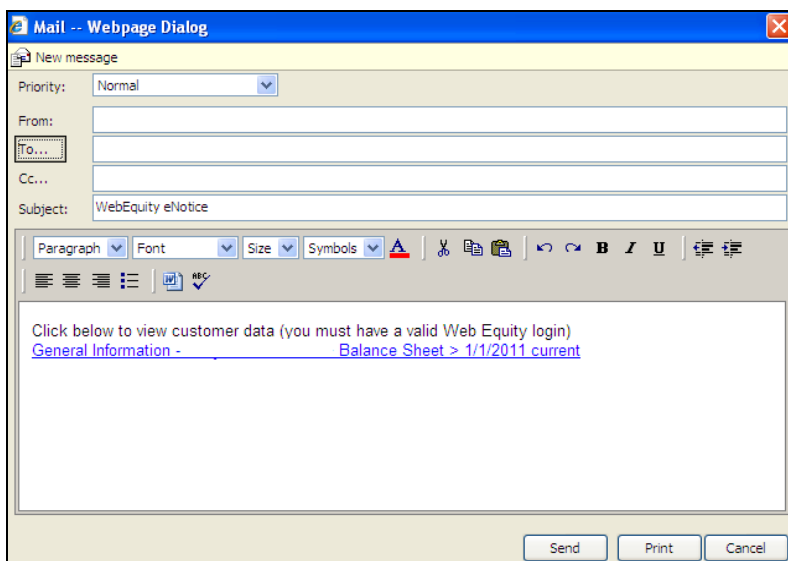 Mail -- Webpage Dialog
New message
Priority: Normal
From:
To...
Cc...
Subject: WebEquity eNotice
Paragraph Font Size Symbols A B I U
ABC
Click below to view customer data (you must have a valid Web Equity login)
General Information - Balance Sheet > 1/1/2011 current
Send Print Cancel